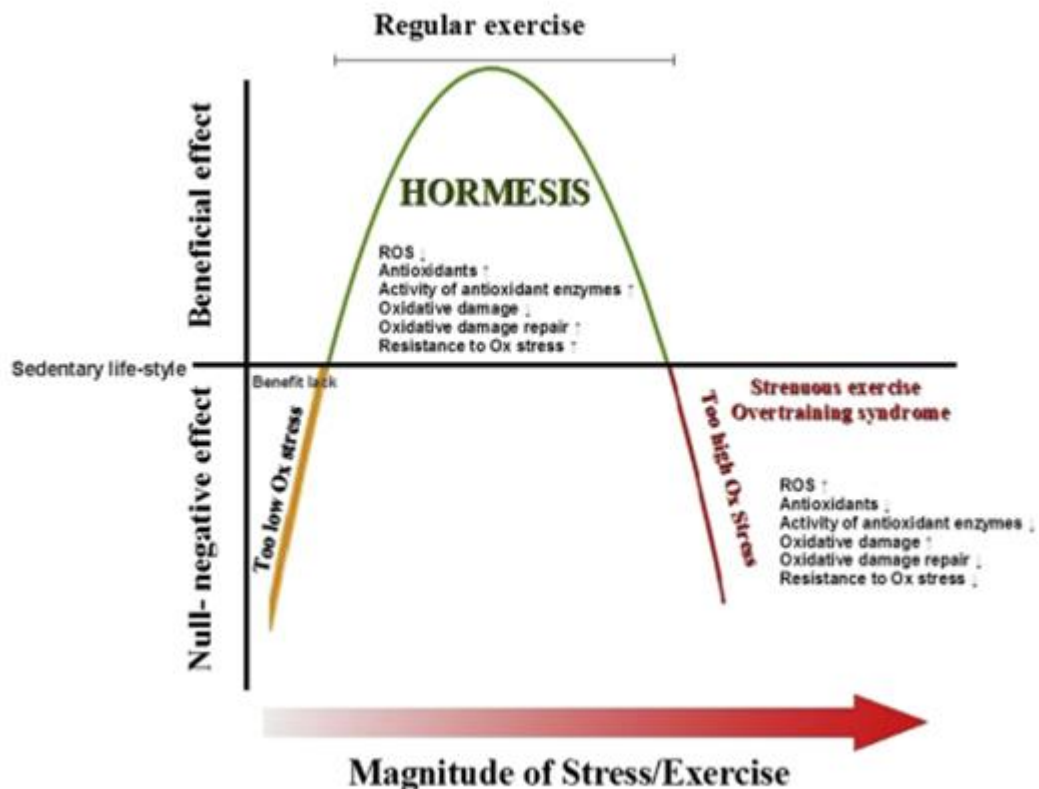 Regular exercise
Beneficial effect
HORMESIS
ROS ↓
Antioxidants ↑
Activity of antioxidant enzymes ↑
Oxidative damage ↓
Oxidative damage repair ↑
Resistance to Ox stress ↑
Sedentary life-style
Benefit lack
Null- negative effect
Too low Ox stress
Too high Ox Stress
Strenuous exercise
Overtraining syndrome
ROS ↑
Antioxidants ↓
Activity of antioxidant enzymes ↓
Oxidative damage ↑
Oxidative damage repair ↓
Resistance to Ox stress ↓
Magnitude of Stress/Exercise